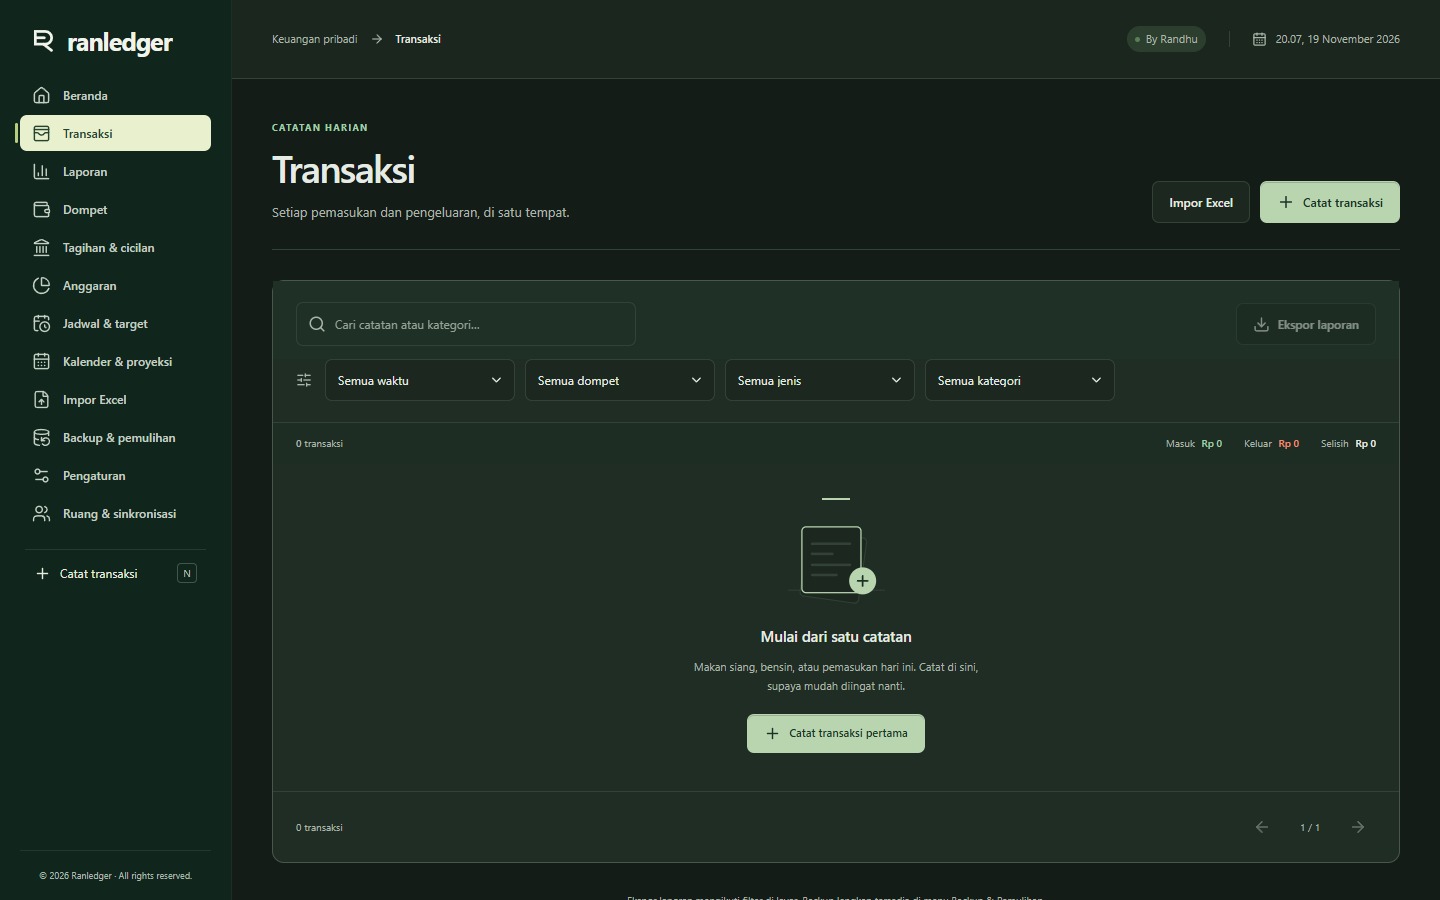 ranledger
Keuangan pribadi → Transaksi
By Randhu
20.07, 19 November 2026
Beranda
Transaksi
Laporan
Dompet
Tagihan & cicilan
Anggaran
Jadwal & target
Kalender & proyeksi
Impor Excel
Backup & pemulihan
Pengaturan
Ruang & sinkronisasi
Catat transaksi N
© 2026 Ranledger · All rights reserved.
CATATAN HARIAN
Transaksi
Setiap pemasukan dan pengeluaran, di satu tempat.
Impor Excel
Catat transaksi
Cari catatan atau kategori...
Ekspor laporan
Semua waktu
Semua dompet
Semua jenis
Semua kategori
0 transaksi
Masuk Rp 0 Keluar Rp 0 Selisih Rp 0
Mulai dari satu catatan
Makan siang, bensin, atau pemasukan hari ini. Catat di sini,
supaya mudah diingat nanti.
Catat transaksi pertama
0 transaksi
1 / 1